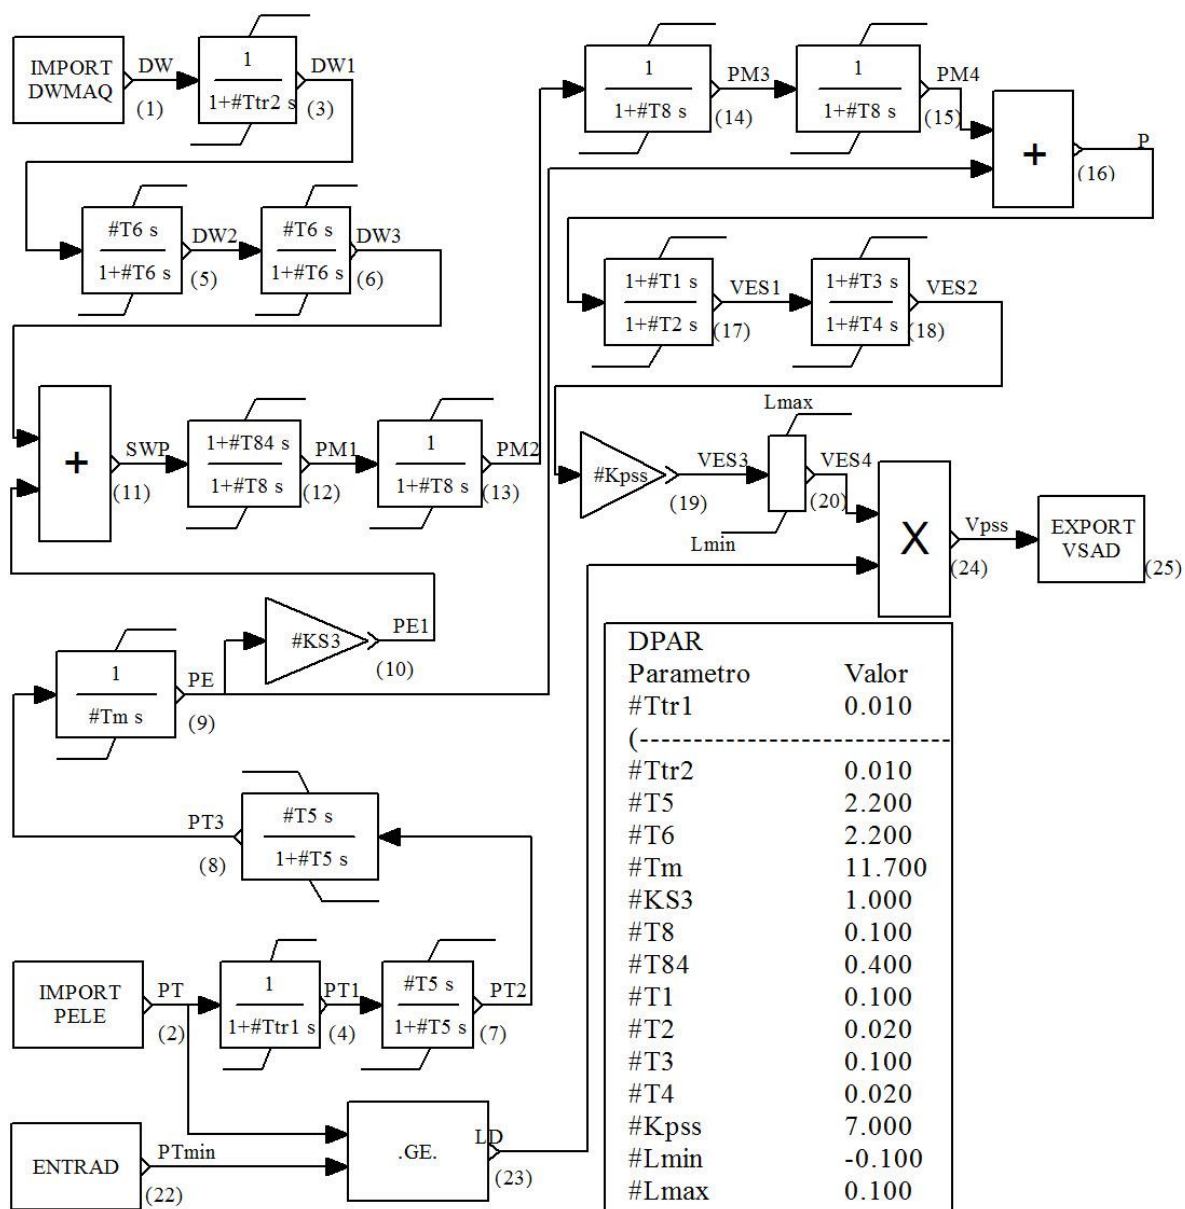 IMPORT
DWMAQ
DW
(1)
1
1+#Ttr2 s
DW1
(3)
#T6 s
1+#T6 s
DW2
(5)
#T6 s
1+#T6 s
DW3
(6)
+
SWP
(11)
1+#T84 s
1+#T8 s
PM1
(12)
1
1+#T8 s
PM2
(13)
1
1+#T8 s
PM3
(14)
1
1+#T8 s
PM4
(15)
+
P
(16)
1+#T1 s
1+#T2 s
VES1
(17)
1+#T3 s
1+#T4 s
VES2
(18)
#Kpss
VES3
(19)
Lmax
Lmin
VES4
(20)
X
Vpss
(24)
EXPORT
VSAD
(25)
#KS3
PE1
(10)
1
#Tm s
PE
(9)
#T5 s
1+#T5 s
PT3
(8)
IMPORT
PELE
PT
(2)
1
1+#Ttr1 s
PT1
(4)
#T5 s
1+#T5 s
PT2
(7)
ENTRAD
PTmin
(22)
.GE.
LD
(23)
DPAR
Parametro Valor
#Ttr1 0.010
(-----------------------------
#Ttr2 0.010
#T5 2.200
#T6 2.200
#Tm 11.700
#KS3 1.000
#T8 0.100
#T84 0.400
#T1 0.100
#T2 0.020
#T3 0.100
#T4 0.020
#Kpss 7.000
#Lmin -0.100
#Lmax 0.100